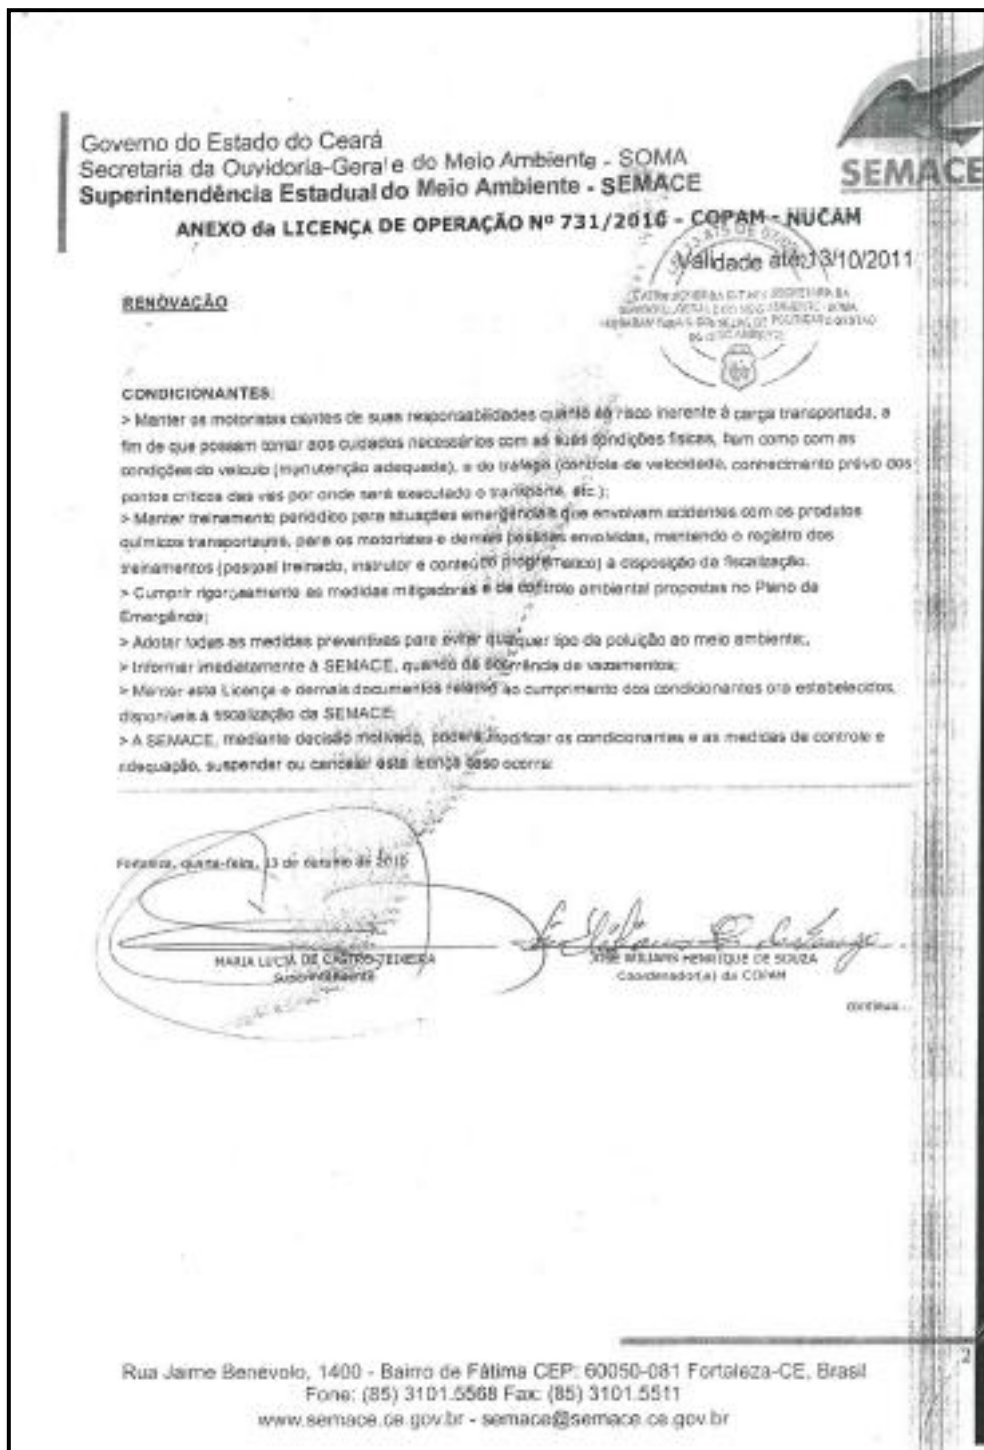 Governo do Estado do Ceará
Secretaria da Ouvidoria-Geral e do Meio Ambiente - SOMA
Superintendência Estadual do Meio Ambiente - SEMACE
SEMACE
ANEXO da LICENÇA DE OPERAÇÃO Nº 731/2010 - COPAM - NUCAM
Validade até:13/10/2011
RENOVAÇÃO
CONDICIONANTES:
> Manter os motoristas cientes de suas responsabilidades quanto ao risco inerente à carga transportada, a
fim de que possam tomar aos cuidados necessários com as suas condições físicas, bem como com as
condições do veículo (manutenção adequada), e do tráfego (controle de velocidade, conhecimento prévio dos
pontos críticos das vias por onde será executado o transporte, etc.);
> Manter treinamento periódico para situações emergênciais que envolvam acidentes com os produtos
químicos transportados, para os motoristas e demais pessoas envolvidas, mantendo o registro dos
treinamentos (pessoal treinado, instrutor e conteúdo programático) a disposição da fiscalização.
> Cumprir rigorosamente as medidas mitigadoras e de controle ambiental propostas no Plano de
Emergência;
> Adotar todas as medidas preventivas para evitar qualquer tipo de poluição ao meio ambiente;
> Informar imediatamente à SEMACE, quando da ocorrência de vazamentos;
> Manter esta Licença e demais documentos relativo ao cumprimento dos condicionantes ora estabelecidos,
disponíveis à fiscalização da SEMACE;
> A SEMACE, mediante decisão motivada, poderá modificar os condicionantes e as medidas de controle e
adequação, suspender ou cancelar esta licença caso ocorra:
Fortaleza, quarta-feira, 13 de outubro de 2010
MARIA LUCIA DE CASTRO TEIXEIRA
Superintendente
JOSE WILIAMS HENRIQUE DE SOUZA
Coordenador(a) da COPAM
continua...
2
Rua Jaime Benévolo, 1400 - Bairro de Fátima CEP: 60050-081 Fortaleza-CE, Brasil
Fone: (85) 3101.5568 Fax: (85) 3101.5511
www.semace.ce.gov.br - semace@semace.ce.gov.br